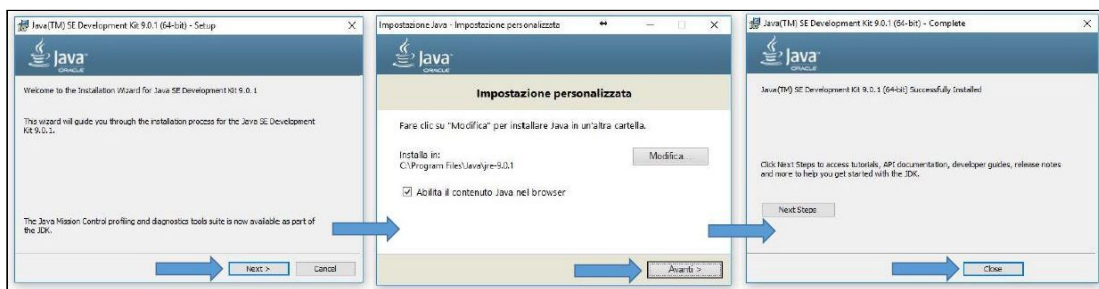 Java(TM) SE Development Kit 9.0.1 (64-bit) - Setup
Java
ORACLE
Welcome to the Installation Wizard for Java SE Development Kit 9.0.1
This wizard will guide you through the installation process for the Java SE Development
Kit 9.0.1.
The Java Mission Control profiling and diagnostics tools suite is now available as part of
the JDK.
Next >
Cancel
Impostazione Java - Impostazione personalizzata
Java
ORACLE
Impostazione personalizzata
Fare clic su "Modifica" per installare Java in un'altra cartella.
Installa in:
C:\Program Files\Java\jre-9.0.1
Modifica...
Abilita il contenuto Java nel browser
Avanti >
Java(TM) SE Development Kit 9.0.1 (64-bit) - Complete
Java
ORACLE
Java(TM) SE Development Kit 9.0.1 (64-bit) Successfully Installed
Click Next Steps to access tutorials, API documentation, developer guides, release notes
and more to help you get started with the JDK.
Next Steps
Close